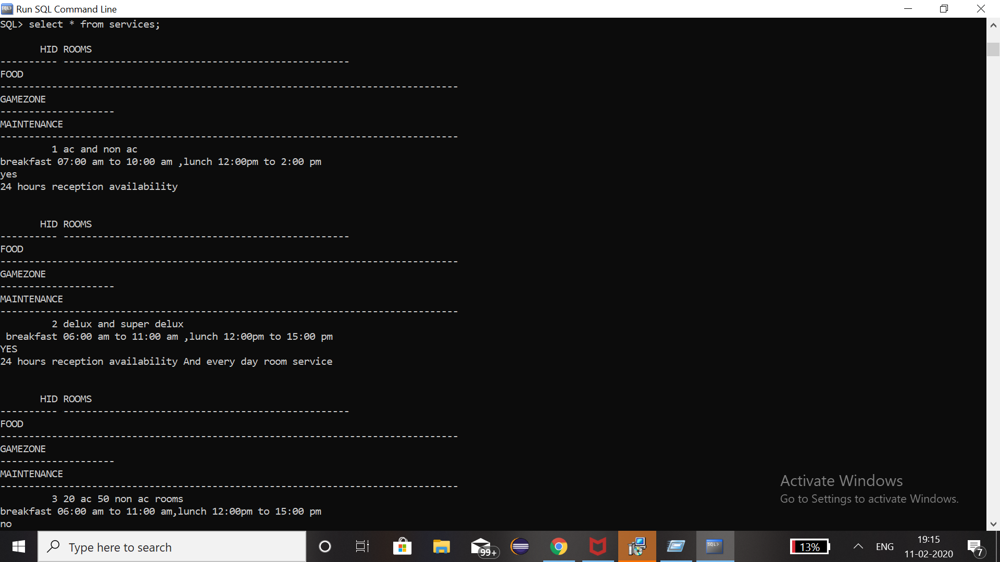 Run SQL Command Line
SQL> select * from services;
       HID ROOMS
---------- --------------------------------------------------
FOOD
--------------------------------------------------------------------------------
GAMEZONE
--------------------
MAINTENANCE
--------------------------------------------------------------------------------
         1 ac and non ac
breakfast 07:00 am to 10:00 am ,lunch 12:00pm to 2:00 pm
yes
24 hours reception availability
       HID ROOMS
---------- --------------------------------------------------
FOOD
--------------------------------------------------------------------------------
GAMEZONE
--------------------
MAINTENANCE
--------------------------------------------------------------------------------
         2 delux and super delux
 breakfast 06:00 am to 11:00 am ,lunch 12:00pm to 15:00 pm
YES
24 hours reception availability And every day room service
       HID ROOMS
---------- --------------------------------------------------
FOOD
--------------------------------------------------------------------------------
GAMEZONE
--------------------
MAINTENANCE
--------------------------------------------------------------------------------
         3 20 ac 50 non ac rooms
breakfast 06:00 am to 11:00 am,lunch 12:00pm to 15:00 pm
no
Activate Windows
Go to Settings to activate Windows.
Type here to search
99+
SQL>
13%
ENG
19:15
11-02-2020
7